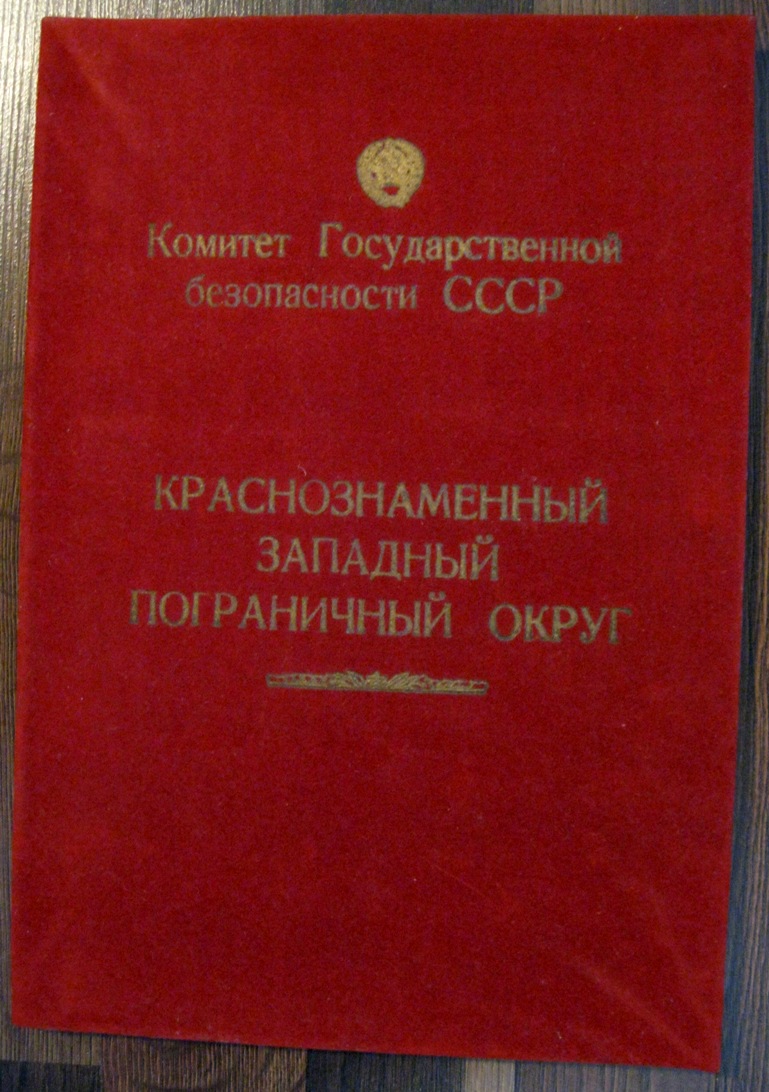 Комитет Государственной
безопасности СССР
КРАСНОЗНАМЕННЫЙ
ЗАПАДНЫЙ
ПОГРАНИЧНЫЙ ОКРУГ